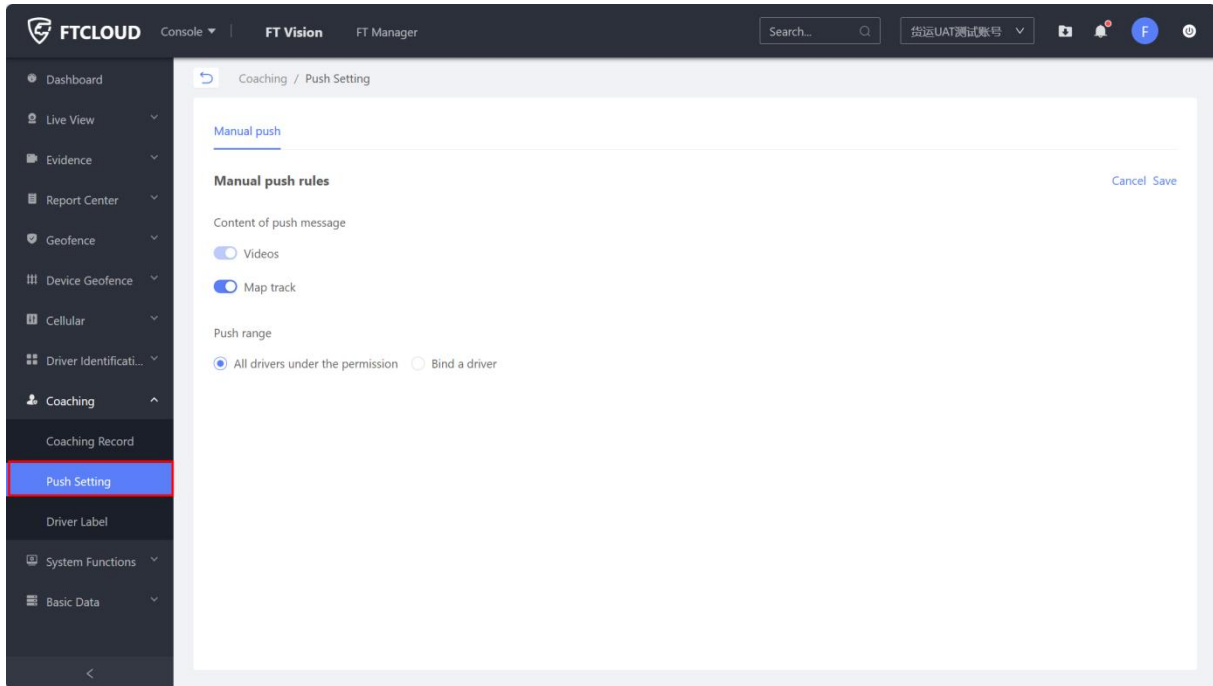 FTCLOUD Console FT Vision FT Manager Search... 货运UAT测试账号 F
Dashboard
Live View
Evidence
Report Center
Geofence
Device Geofence
Cellular
Driver Identificati...
Coaching
Coaching Record
Push Setting
Driver Label
System Functions
Basic Data
<
Coaching / Push Setting
Manual push
Manual push rules
Cancel Save
Content of push message
Videos
Map track
Push range
All drivers under the permission Bind a driver